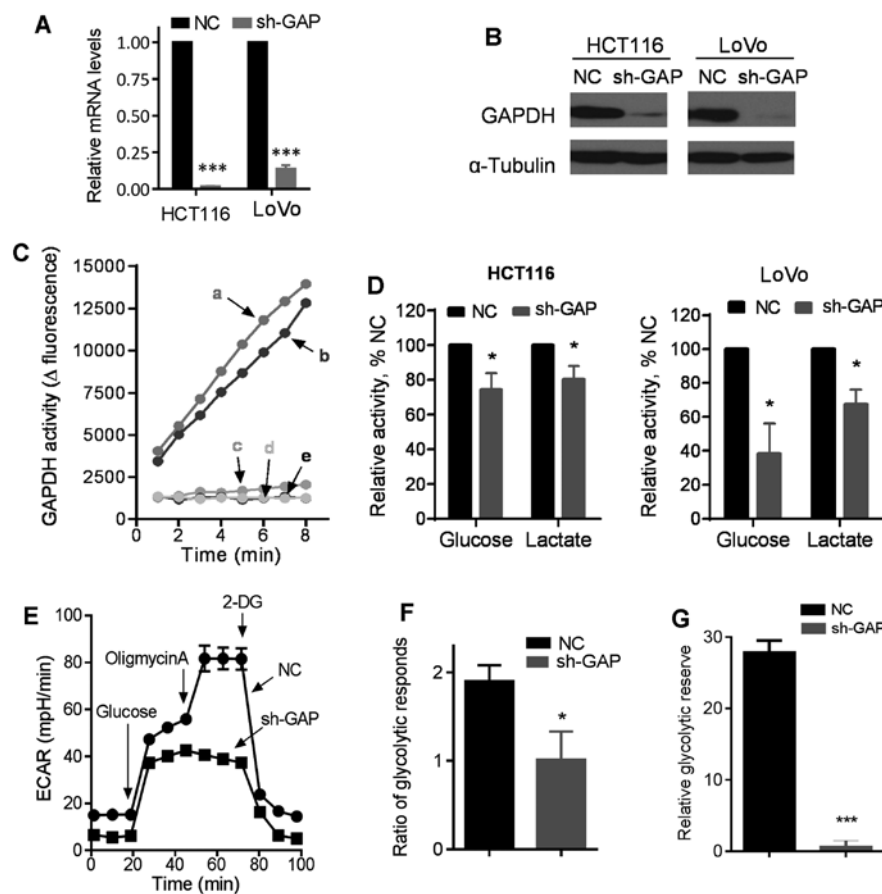 A
NC sh-GAP
Relative mRNA levels
1.00
0.75
0.50
0.25
0.00
***
***
HCT116 LoVo
B
HCT116 LoVo
NC sh-GAP NC sh-GAP
GAPDH
α-Tubulin
C
GAPDH activity (Δ fluorescence)
15000
12500
10000
7500
5000
2500
0
a
b
c d e
0 2 4 6 8
Time (min)
D
HCT116
NC sh-GAP
Relative activity, % NC
120
100
80
60
40
20
0
*
*
Glucose Lactate
LoVo
NC sh-GAP
Relative activity, % NC
120
100
80
60
40
20
0
*
*
Glucose Lactate
E
ECAR (mpH/min)
100
80
60
40
20
0
2-DG
OligmycinA
Glucose
NC
sh-GAP
0 20 40 60 80 100
Time (min)
F
NC
sh-GAP
Ratio of glycolytic responds
2
1
0
*
G
NC
sh-GAP
Relative glycolytic reserve
30
20
10
0
***